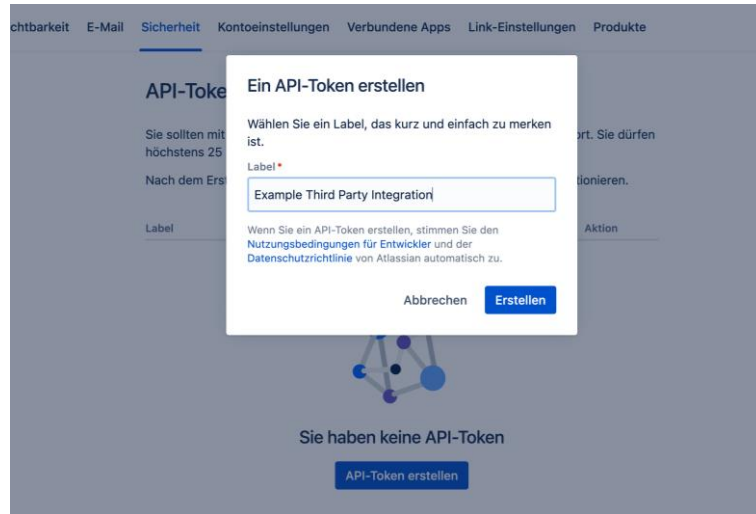 chtbarkeit E-Mail Sicherheit Kontoeinstellungen Verbundene Apps Link-Einstellungen Produkte
API-Toke
Ein API-Token erstellen
Wählen Sie ein Label, das kurz und einfach zu merken
ist.
Sie sollten mit
ort. Sie dürfen
höchstens 25
Label *
Nach dem Ers
tionieren.
Example Third Party Integration
Label
Aktion
Wenn Sie ein API-Token erstellen, stimmen Sie den
Nutzungsbedingungen für Entwickler und der
Datenschutzrichtlinie von Atlassian automatisch zu.
Abbrechen Erstellen
Sie haben keine API-Token
API-Token erstellen